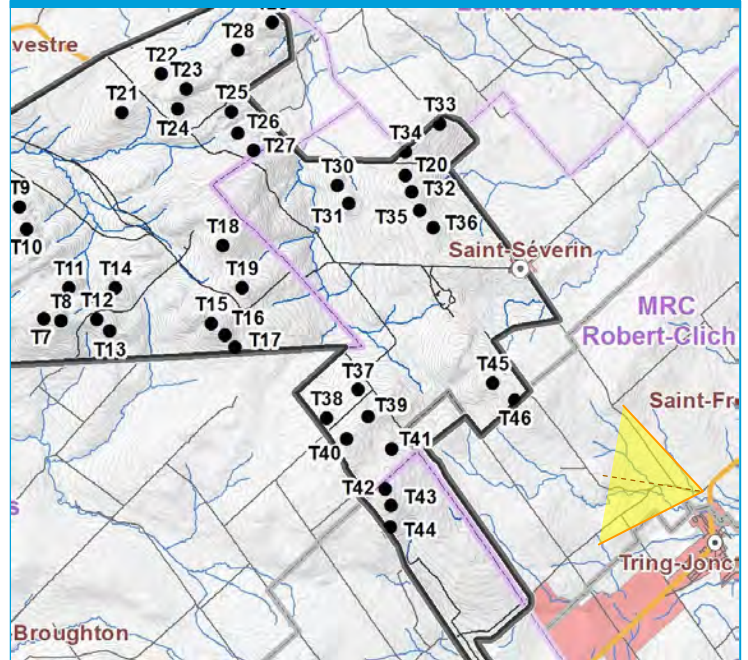 vestre
T28
T22
T23
T21
T24
T25
T26
T27
T33
T34
T20
T30
T32
T31
T35
T36
T9
T10
T18
Saint-Séverin
T19
T11
T14
T8
T12
T7
T13
T15
T16
T17
MRC
Robert-Clich
T37
T45
T38
T39
T46
Saint-Fr
T40
T41
T42
T43
T44
Tring-Jonc
s
-Broughton